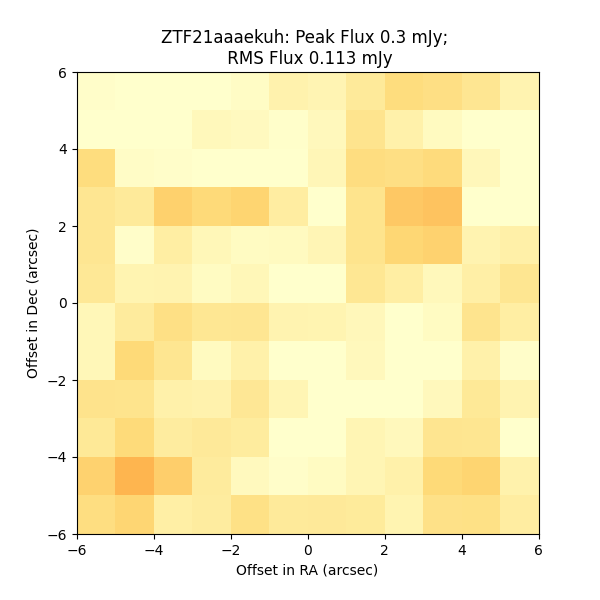 ZTF21aaaekuh: Peak Flux 0.3 mJy;
RMS Flux 0.113 mJy
6
4
2
0
−2
−4
−6
Offset in Dec (arcsec)
−6 −4 −2 0 2 4 6
Offset in RA (arcsec)